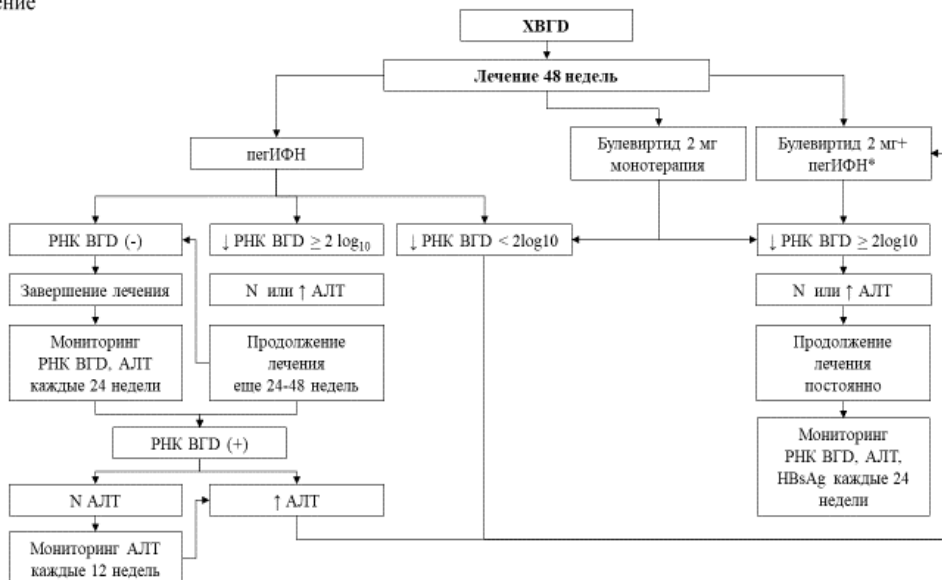 ение
ХВГD
Лечение 48 недель
пегИФН
Булевиртид 2 мг
монотерапия
Булевиртид 2 мг+
пегИФН*
РНК ВГD (-)
↓ РНК ВГD ≥ 2 log10
↓ РНК ВГD < 2log10
↓ РНК ВГD ≥ 2log10
Завершение лечения
N или ↑ АЛТ
N или ↑ АЛТ
Мониторинг
РНК ВГD, АЛТ
каждые 24 недели
Продолжение
лечения
еще 24-48 недель
Продолжение
лечения
постоянно
РНК ВГD (+)
Мониторинг
РНК ВГD, АЛТ,
HBsAg каждые 24
недели
N АЛТ
↑ АЛТ
Мониторинг АЛТ
каждые 12 недель